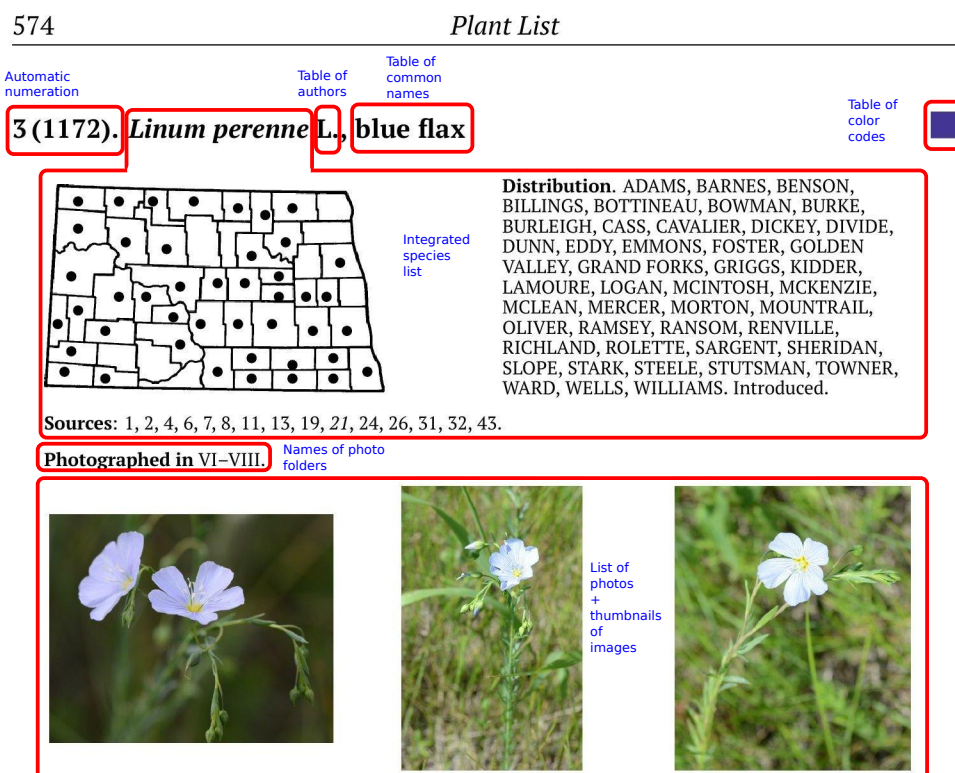 574
Plant List
Automatic
numeration
Table of
authors
Table of
common
names
Table of
color
codes
3 (1172). Linum perenne L., blue flax
Integrated
species
list
Distribution. ADAMS, BARNES, BENSON,
BILLINGS, BOTTINEAU, BOWMAN, BURKE,
BURLEIGH, CASS, CAVALIER, DICKEY, DIVIDE,
DUNN, EDDY, EMMONS, FOSTER, GOLDEN
VALLEY, GRAND FORKS, GRIGGS, KIDDER,
LAMOURE, LOGAN, MCINTOSH, MCKENZIE,
MCLEAN, MERCER, MORTON, MOUNTRAIL,
OLIVER, RAMSEY, RANSOM, RENVILLE,
RICHLAND, ROLETTE, SARGENT, SHERIDAN,
SLOPE, STARK, STEELE, STUTSMAN, TOWNER,
WARD, WELLS, WILLIAMS. Introduced.
Sources: 1, 2, 4, 6, 7, 8, 11, 13, 19, 21, 24, 26, 31, 32, 43.
Photographed in VI–VIII.
Names of photo
folders
List of
photos
+
thumbnails
of
images